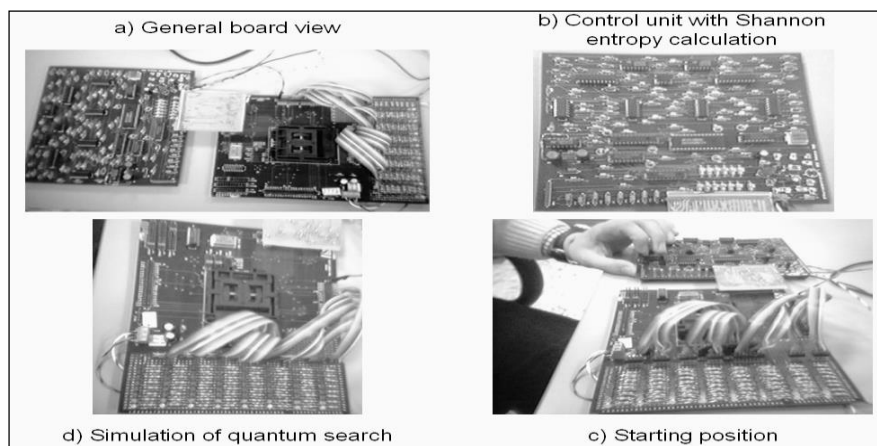 a) General board view
b) Control unit with Shannon
entropy calculation
d) Simulation of quantum search
c) Starting position